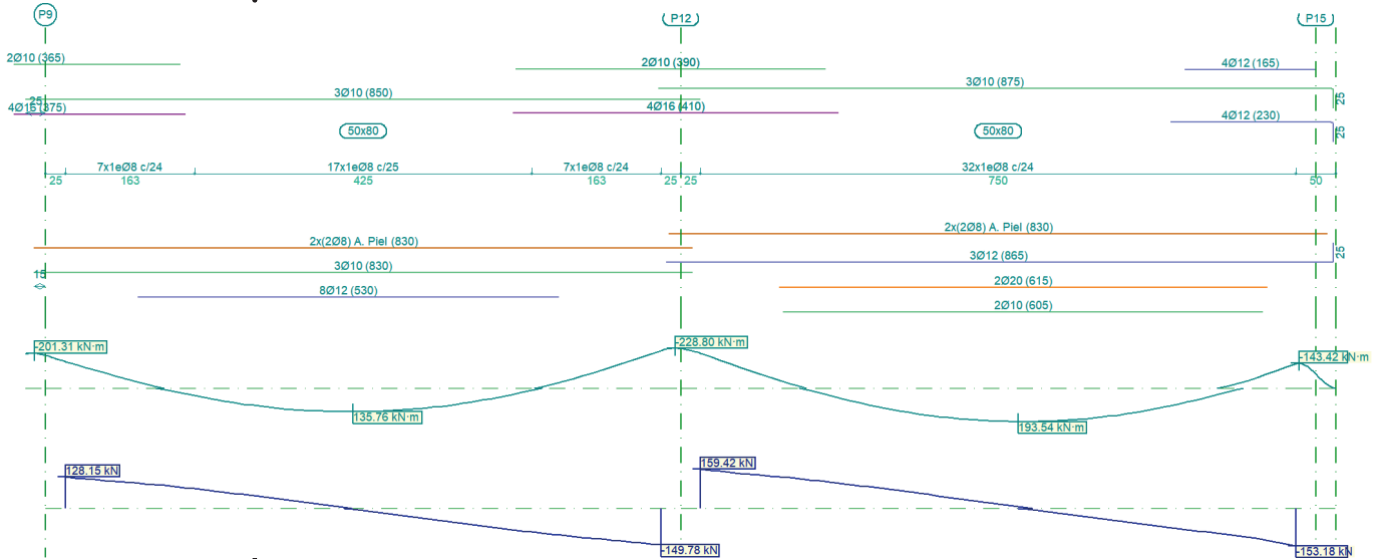 P9 P12 P15
2Ø10 (365) 2Ø10 (390) 4Ø12 (165)
3Ø10 (875)
3Ø10 (850)
25 25
4Ø16 (375) 4Ø16 (410) 4Ø12 (230)
50x80 50x80 25
7x1eØ8 c/24 17x1eØ8 c/25 7x1eØ8 c/24 32x1eØ8 c/24
25 163 425 163 25 25 750 50
2x(2Ø8) A. Piel (830)
2x(2Ø8) A. Piel (830)
3Ø12 (865) 25
3Ø10 (830)
15
2Ø20 (615)
8Ø12 (530)
2Ø10 (605)
-201.31 kN·m -228.80 kN·m -143.42 kN·m
135.76 kN·m 193.54 kN·m
128.15 kN 159.42 kN
-149.78 kN -153.18 kN